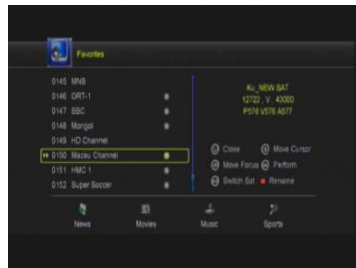 Favorites
0145 MNB
0146 ORT-1
0147 BBC
0148 Mongol
0149 HD Channel
0150 Macau Channel
0151 HMC 1
0152 Super Soccer
Ku_NEW SAT
12722 , V , 43000
P576 V576 A577
Close
Move Cursor
Move Focus
Perform
Switch Sat
Rename
News
Movies
Music
Sports